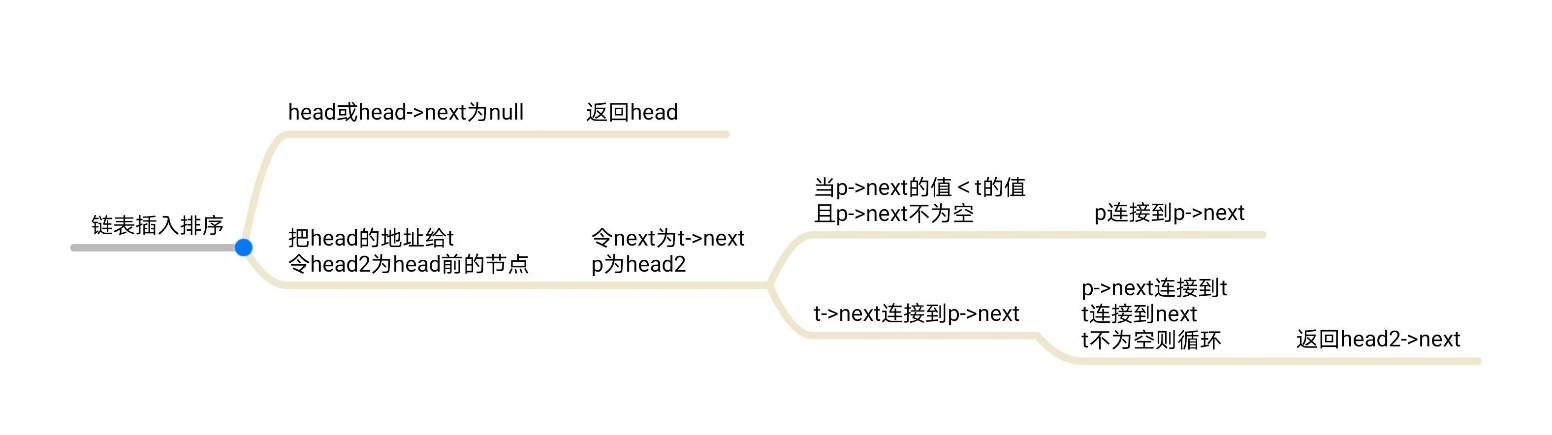 链表插入排序
head或head->next为null
返回head
把head的地址给t
令head2为head前的节点
令next为t->next
p为head2
当p->next的值 < t的值
且p->next不为空
p连接到p->next
t->next连接到p->next
p->next连接到t
t连接到next
t不为空则循环
返回head2->next